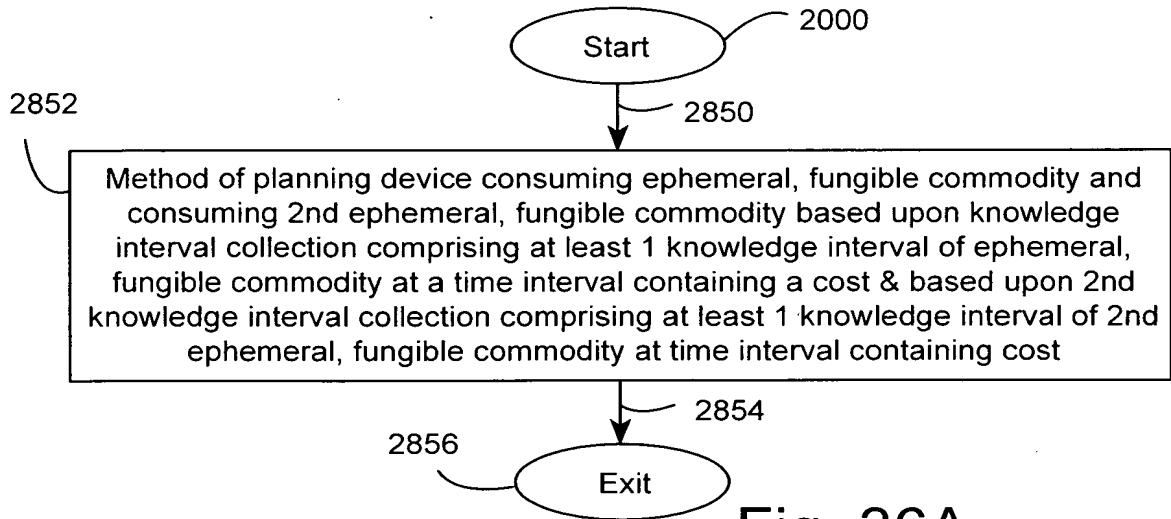 Start
2000
2850
2852
Method of planning device consuming ephemeral, fungible commodity and
consuming 2nd ephemeral, fungible commodity based upon knowledge
interval collection comprising at least 1 knowledge interval of ephemeral,
fungible commodity at a time interval containing a cost & based upon 2nd
knowledge interval collection comprising at least 1 knowledge interval of 2nd
ephemeral, fungible commodity at time interval containing cost
2854
2856
Exit
Fig. 26A